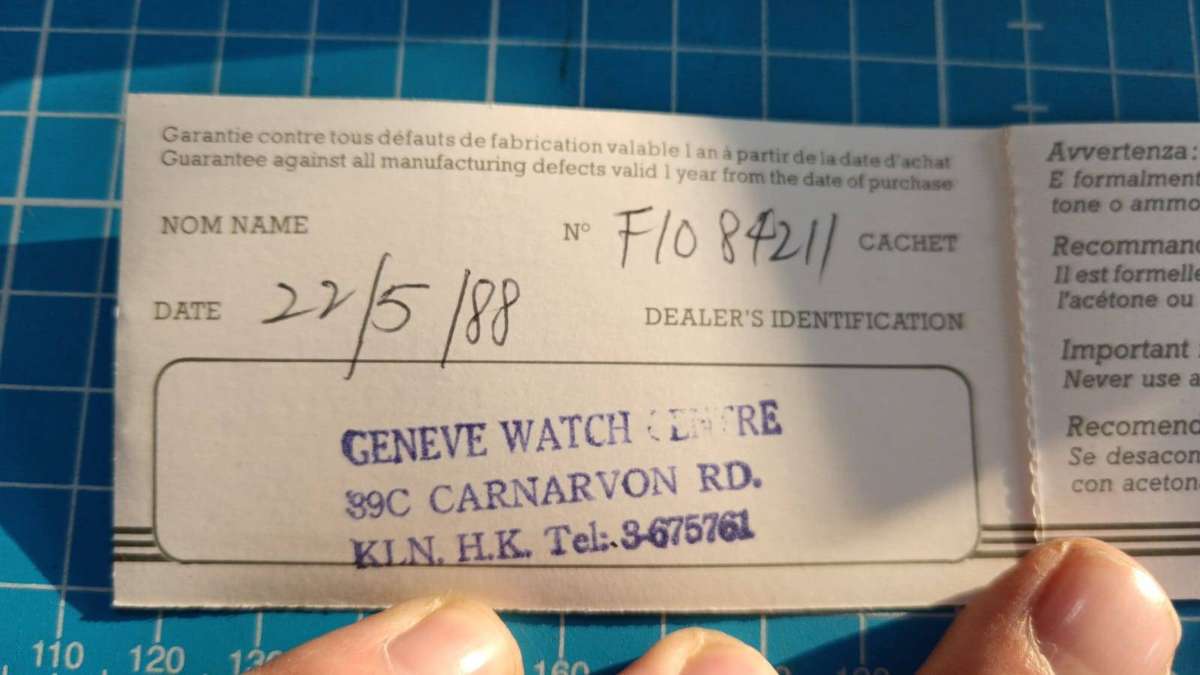 Garantie contre tous défauts de fabrication valable 1 an à partir de la date d'achat
Guarantee against all manufacturing defects valid 1 year from the date of purchase
NOM NAME
N° F1084211 CACHET
DATE 22/5/88
DEALER'S IDENTIFICATION
GENEVE WATCH CENTRE
39C CARNARVON RD.
KLN. H.K. Tel:.3-675761
Avvertenza:
E formalment
tone o ammo
Recommand
Il est formelle
l'acétone ou
Important :
Never use a
Recomend
Se desacon
con aceton
110 120 13 160